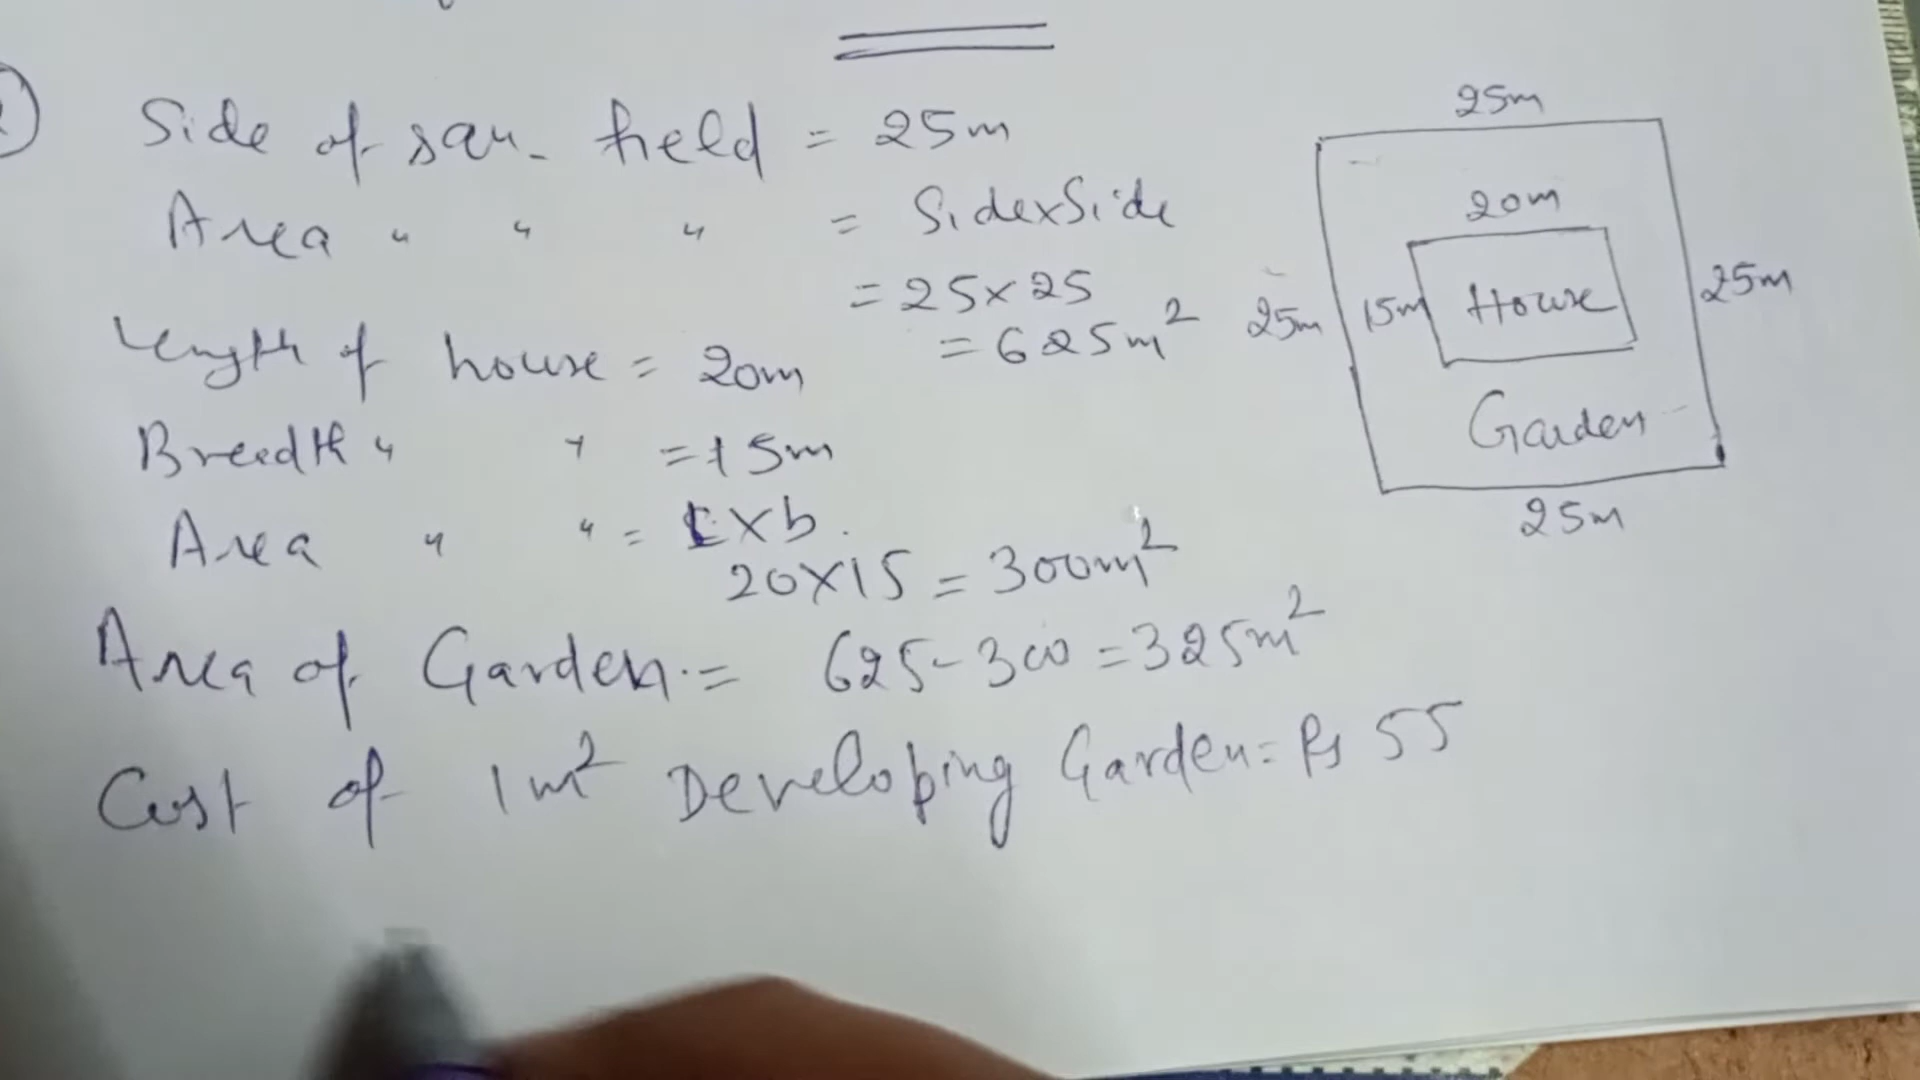 Side of squ. field = 25m
Area " " " = Side×Side
= 25×25
= 625m²
Length of house = 20m
Breedth " " = 15m
Area " " = L×b.
20×15 = 300m²
Area of Garden. = 625-300 = 325m²
Cost of 1m² Developing Garden = Rs 55
25m
20m
25m
15m
House
25m
Garden
25m